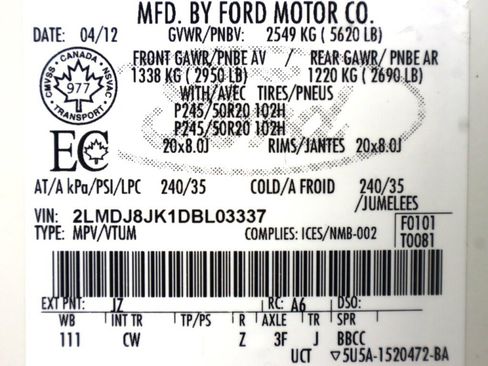 MFD. BY FORD MOTOR CO.
DATE: 04/12 GVWR/PNBV: 2549 KG ( 5620 LB)
FRONT GAWR/ PNBE AV / REAR GAWR/ PNBE AR
1338 KG ( 2950 LB) 1220 KG ( 2690 LB)
WITH/AVEC TIRES/PNEUS
P245/50R20 102H
P245/50R20 102H
20x8.0J RIMS/JANTES 20x8.0J
CMVSS • CANADA • NSVAC
977
TRANSPORT
EC
AT/A kPa/PSI/LPC 240/35 COLD/A FROID 240/35
/JUMELEES
VIN: 2LMDJ8JK1DBL03337
TYPE: MPV/VTUM COMPLIES: ICES/NMB-002
F0101
T0081
EXT PNT: JZ RC: A6 DSO:
WB INT TR TP/PS R AXLE TR SPR
111 CW Z 3F J BBCC
UCT ▽5U5A-1520472-BA